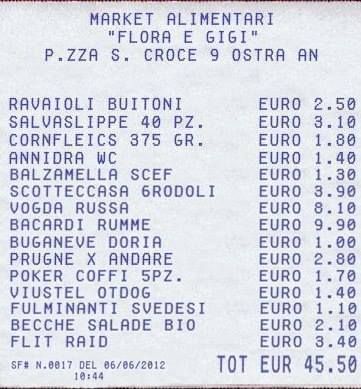 MARKET ALIMENTARI
"FLORA E GIGI"
P.ZZA S. CROCE 9 OSTRA AN
RAVAIOLI BUITONI EURO 2.50
SALVASLIPPE 40 PZ. EURO 3.10
CORNFLEICS 375 GR. EURO 1.80
ANNIDRA WC EURO 1.40
BALZAMELLA SCEF EURO 1.30
SCOTTECCASA 6RODOLI EURO 3.90
VOGDA RUSSA EURO 8.10
BACARDI RUMME EURO 9.90
BUGANEVE DORIA EURO 1.00
PRUGNE X ANDARE EURO 2.80
POKER COFFI 5PZ. EURO 1.70
VIUSTEL OTDOG EURO 1.40
FULMINANTI SVEDESI EURO 1.10
BECCHE SALADE BIO EURO 2.10
FLIT RAID EURO 3.40
SF# N.0017 DEL 06/06/2012 TOT EUR 45.50
10:44